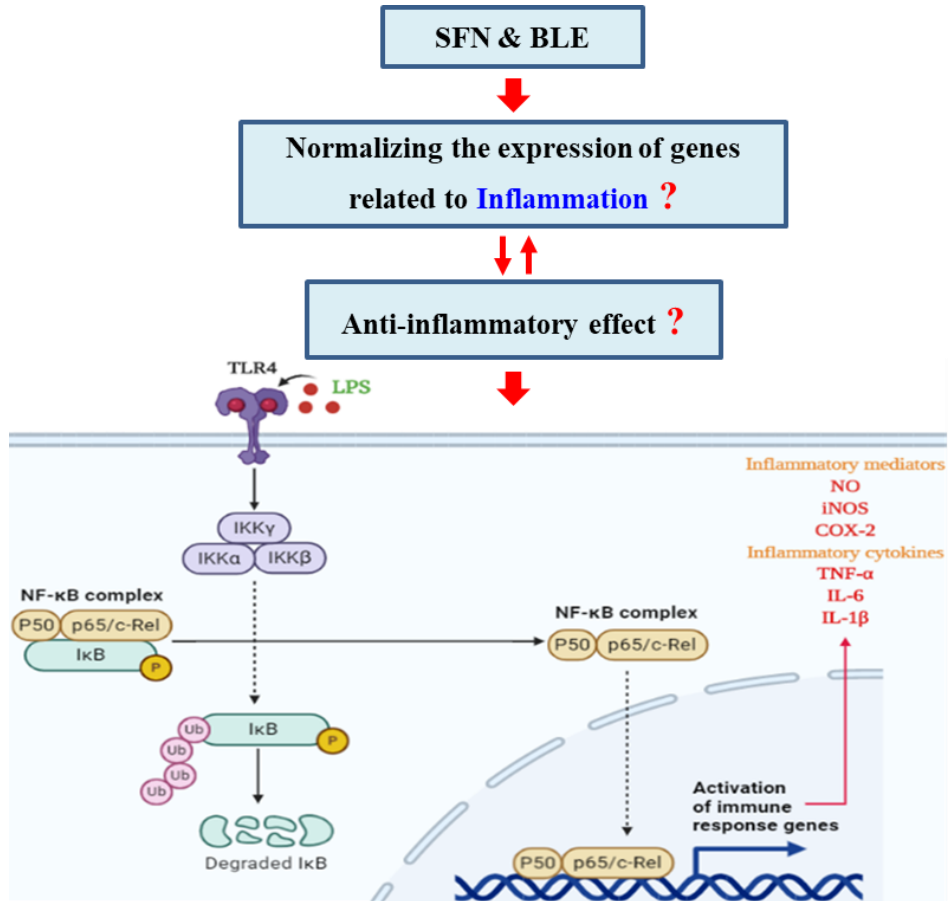 SFN & BLE
Normalizing the expression of genes
related to Inflammation ?
Anti-inflammatory effect ?
TLR4
LPS
IKKγ
IKKα
IKKβ
NF-κB complex
P50
p65/c-Rel
IκB
P
Ub
Ub
Ub
Ub
IκB
P
Degraded IκB
NF-κB complex
P50
p65/c-Rel
Inflammatory mediators
NO
iNOS
COX-2
Inflammatory cytokines
TNF-α
IL-6
IL-1β
Activation
of immune
response genes
P50
p65/c-Rel